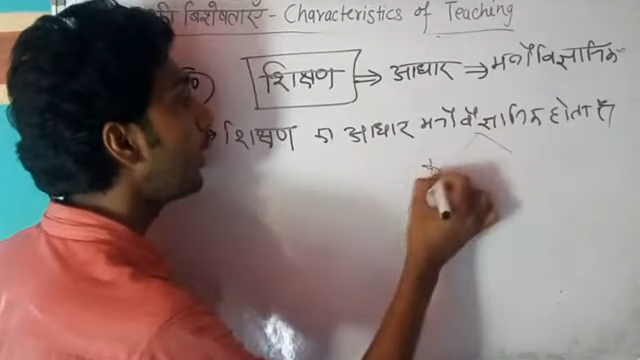 की विशेषताएँ - Characteristics of Teaching
शिक्षण ⇒ आधार ⇒ मनोवैज्ञानिक
शिक्षण का आधार मनोवैज्ञानिक होता है